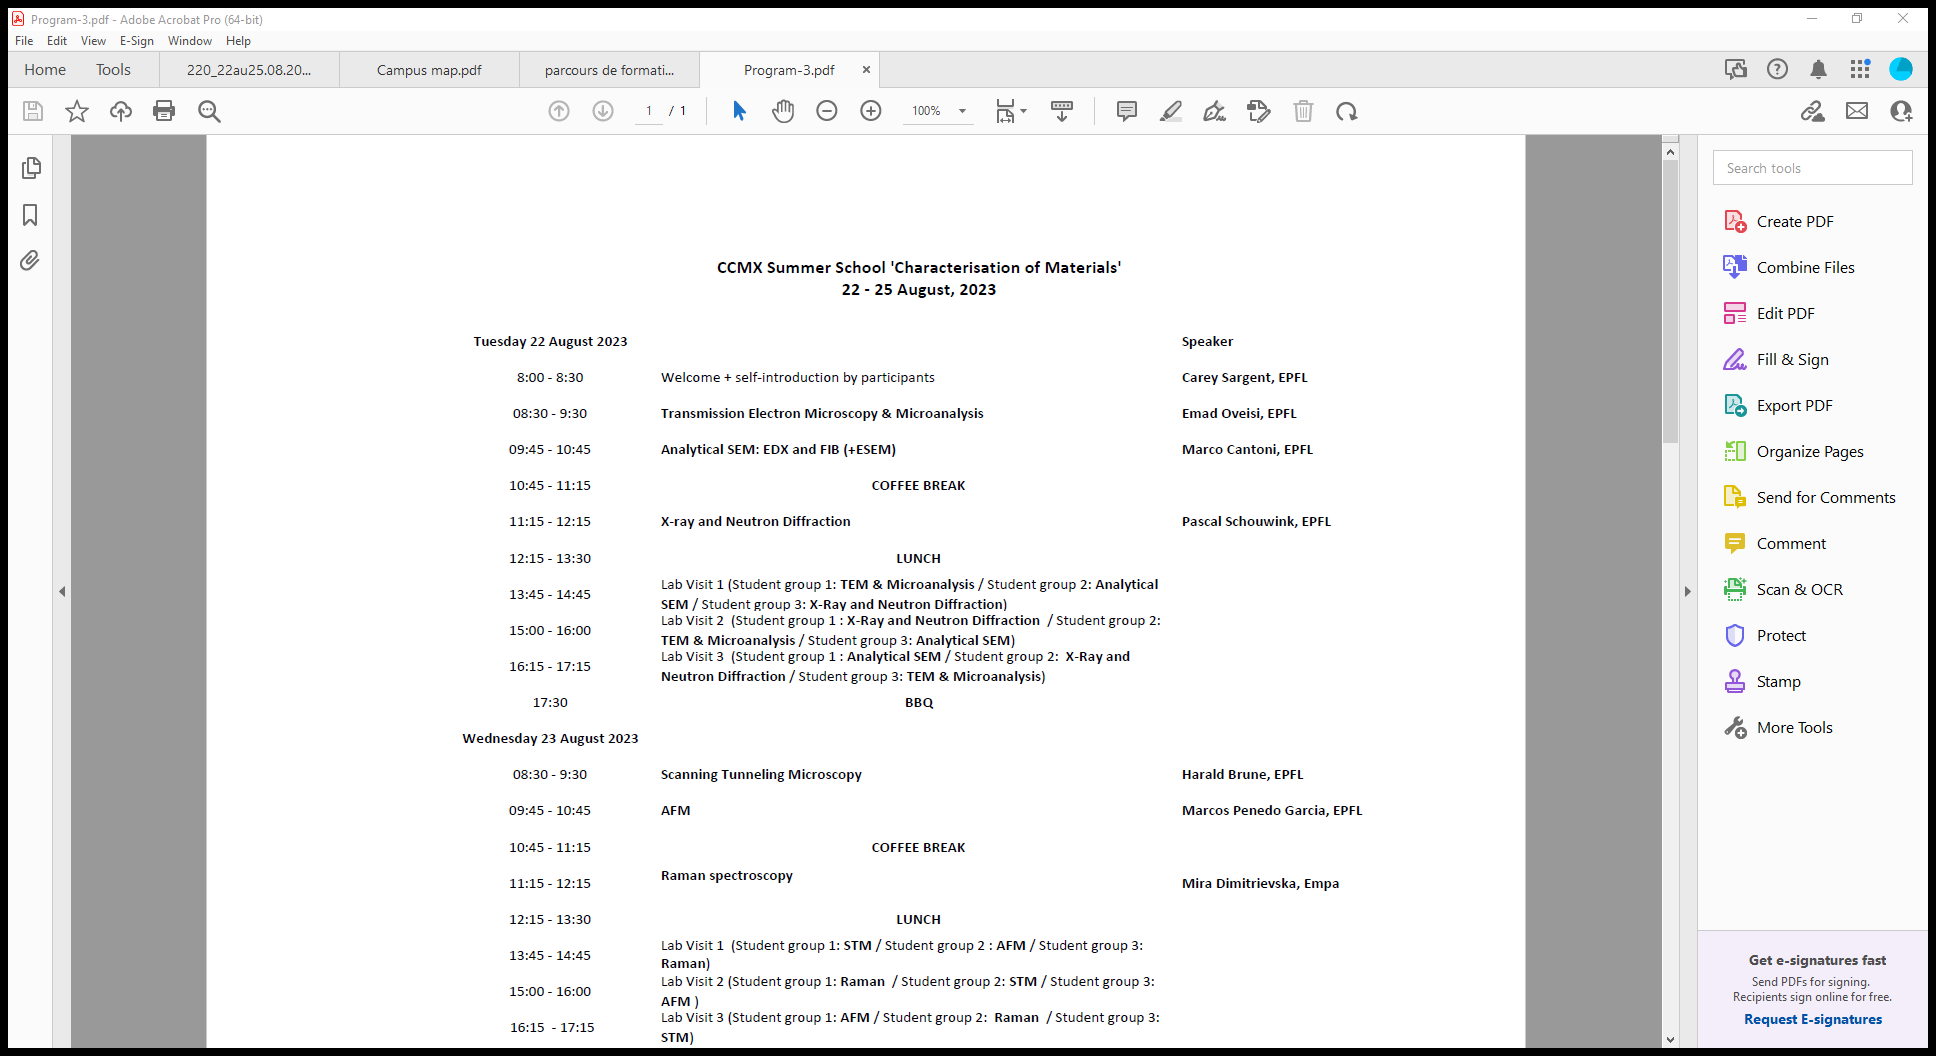 Program-3.pdf - Adobe Acrobat Pro (64-bit)
File Edit View E-Sign Window Help
Home Tools 220_22au25.08.20... Campus map.pdf parcours de formati... Program-3.pdf ×
1 / 1 100%
Search tools
Create PDF
Combine Files
Edit PDF
Fill & Sign
Export PDF
Organize Pages
Send for Comments
Comment
Scan & OCR
Protect
Stamp
More Tools
Get e-signatures fast
Send PDFs for signing.
Recipients sign online for free.
Request E-signatures
CCMX Summer School 'Characterisation of Materials'
22 - 25 August, 2023
Tuesday 22 August 2023 Speaker
8:00 - 8:30 Welcome + self-introduction by participants Carey Sargent, EPFL
08:30 - 9:30 Transmission Electron Microscopy & Microanalysis Emad Oveisi, EPFL
09:45 - 10:45 Analytical SEM: EDX and FIB (+ESEM) Marco Cantoni, EPFL
10:45 - 11:15 COFFEE BREAK
11:15 - 12:15 X-ray and Neutron Diffraction Pascal Schouwink, EPFL
12:15 - 13:30 LUNCH
13:45 - 14:45 Lab Visit 1 (Student group 1: TEM & Microanalysis / Student group 2: Analytical
SEM / Student group 3: X-Ray and Neutron Diffraction)
15:00 - 16:00 Lab Visit 2 (Student group 1 : X-Ray and Neutron Diffraction / Student group 2:
TEM & Microanalysis / Student group 3: Analytical SEM)
16:15 - 17:15 Lab Visit 3 (Student group 1 : Analytical SEM / Student group 2: X-Ray and
Neutron Diffraction / Student group 3: TEM & Microanalysis)
17:30 BBQ
Wednesday 23 August 2023
08:30 - 9:30 Scanning Tunneling Microscopy Harald Brune, EPFL
09:45 - 10:45 AFM Marcos Penedo Garcia, EPFL
10:45 - 11:15 COFFEE BREAK
11:15 - 12:15 Raman spectroscopy Mira Dimitrievska, Empa
12:15 - 13:30 LUNCH
13:45 - 14:45 Lab Visit 1 (Student group 1: STM / Student group 2 : AFM / Student group 3:
Raman)
15:00 - 16:00 Lab Visit 2 (Student group 1: Raman / Student group 2: STM / Student group 3:
AFM )
16:15 - 17:15 Lab Visit 3 (Student group 1: AFM / Student group 2: Raman / Student group 3:
STM)